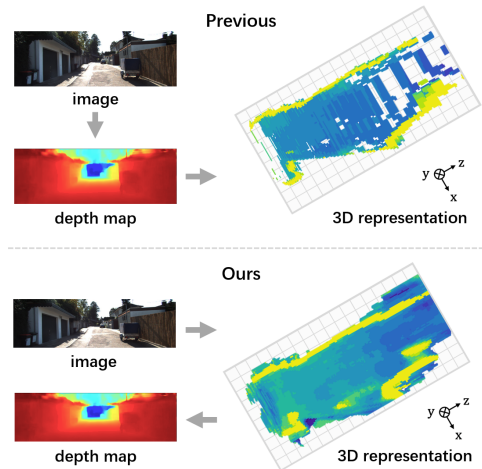 Previous
image
depth map
y
z
x
3D representation
Ours
image
depth map
y
z
x
3D representation